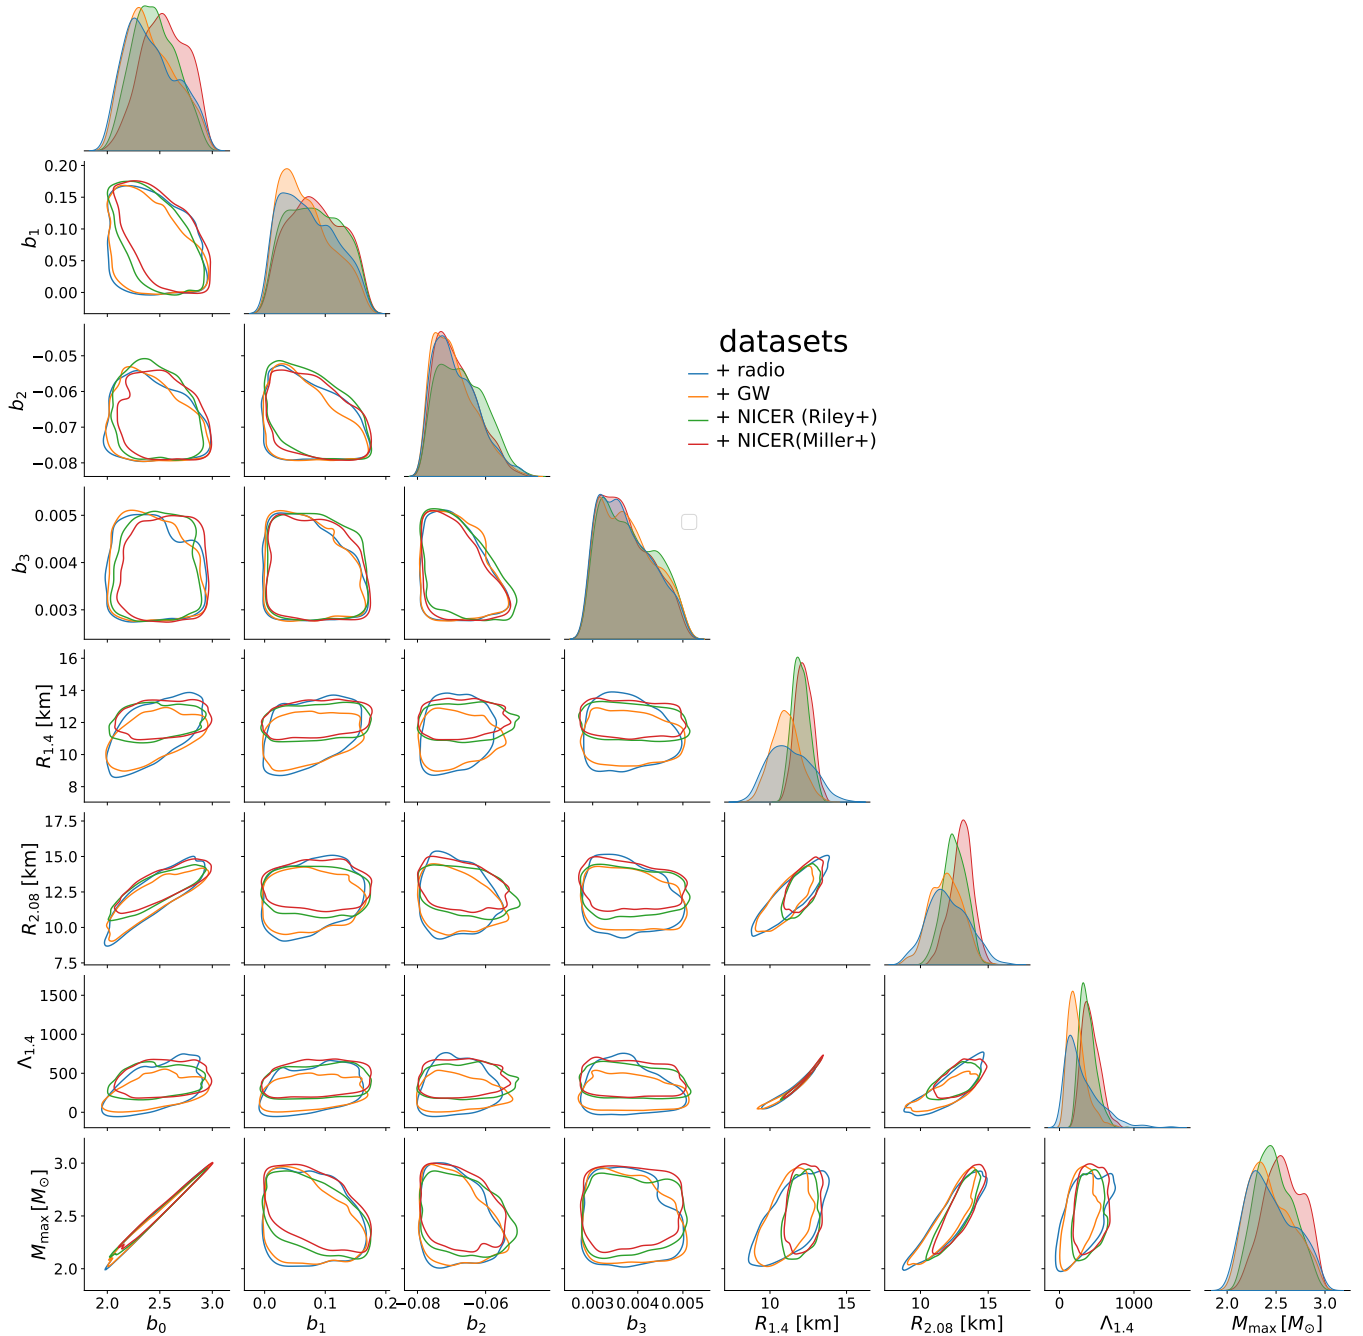 0.20
0.15
0.10
0.05
0.00
b₁
datasets
+ radio
+ GW
+ NICER (Riley+)
+ NICER(Miller+)
−0.05
−0.06
−0.07
−0.08
b₂
0.005
0.004
0.003
b₃
16
14
12
10
8
R₁.₄ [km]
17.5
15.0
12.5
10.0
7.5
R₂.₀₈ [km]
1500
1000
500
0
Λ₁.₄
3.0
2.5
2.0
M_max [M⊙]
2.0 2.5 3.0
0.0 0.1 0.2
−0.08 −0.06
0.003 0.004 0.005
10 15
10 15
0 1000
2.0 2.5 3.0
b₀ b₁ b₂ b₃ R₁.₄ [km] R₂.₀₈ [km] Λ₁.₄ M_max [M⊙]